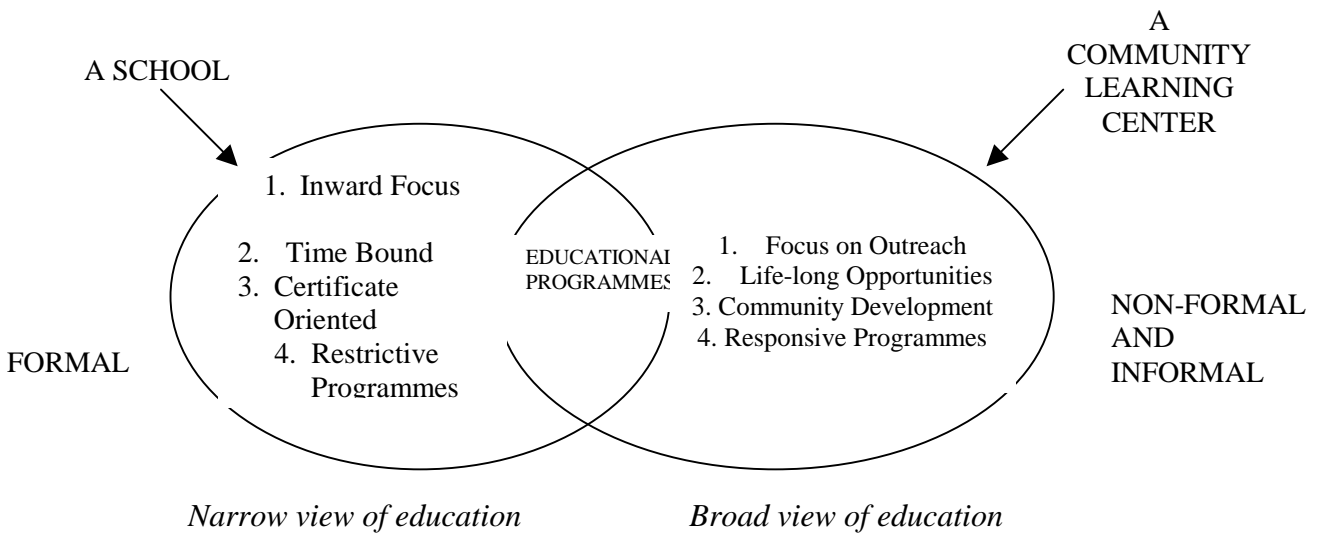 A SCHOOL
A
COMMUNITY
LEARNING
CENTER
1. Inward Focus
2. Time Bound
3. Certificate
Oriented
4. Restrictive
Programmes
EDUCATIONAL
PROGRAMMES
1. Focus on Outreach
2. Life-long Opportunities
3. Community Development
4. Responsive Programmes
FORMAL
NON-FORMAL
AND
INFORMAL
Narrow view of education
Broad view of education